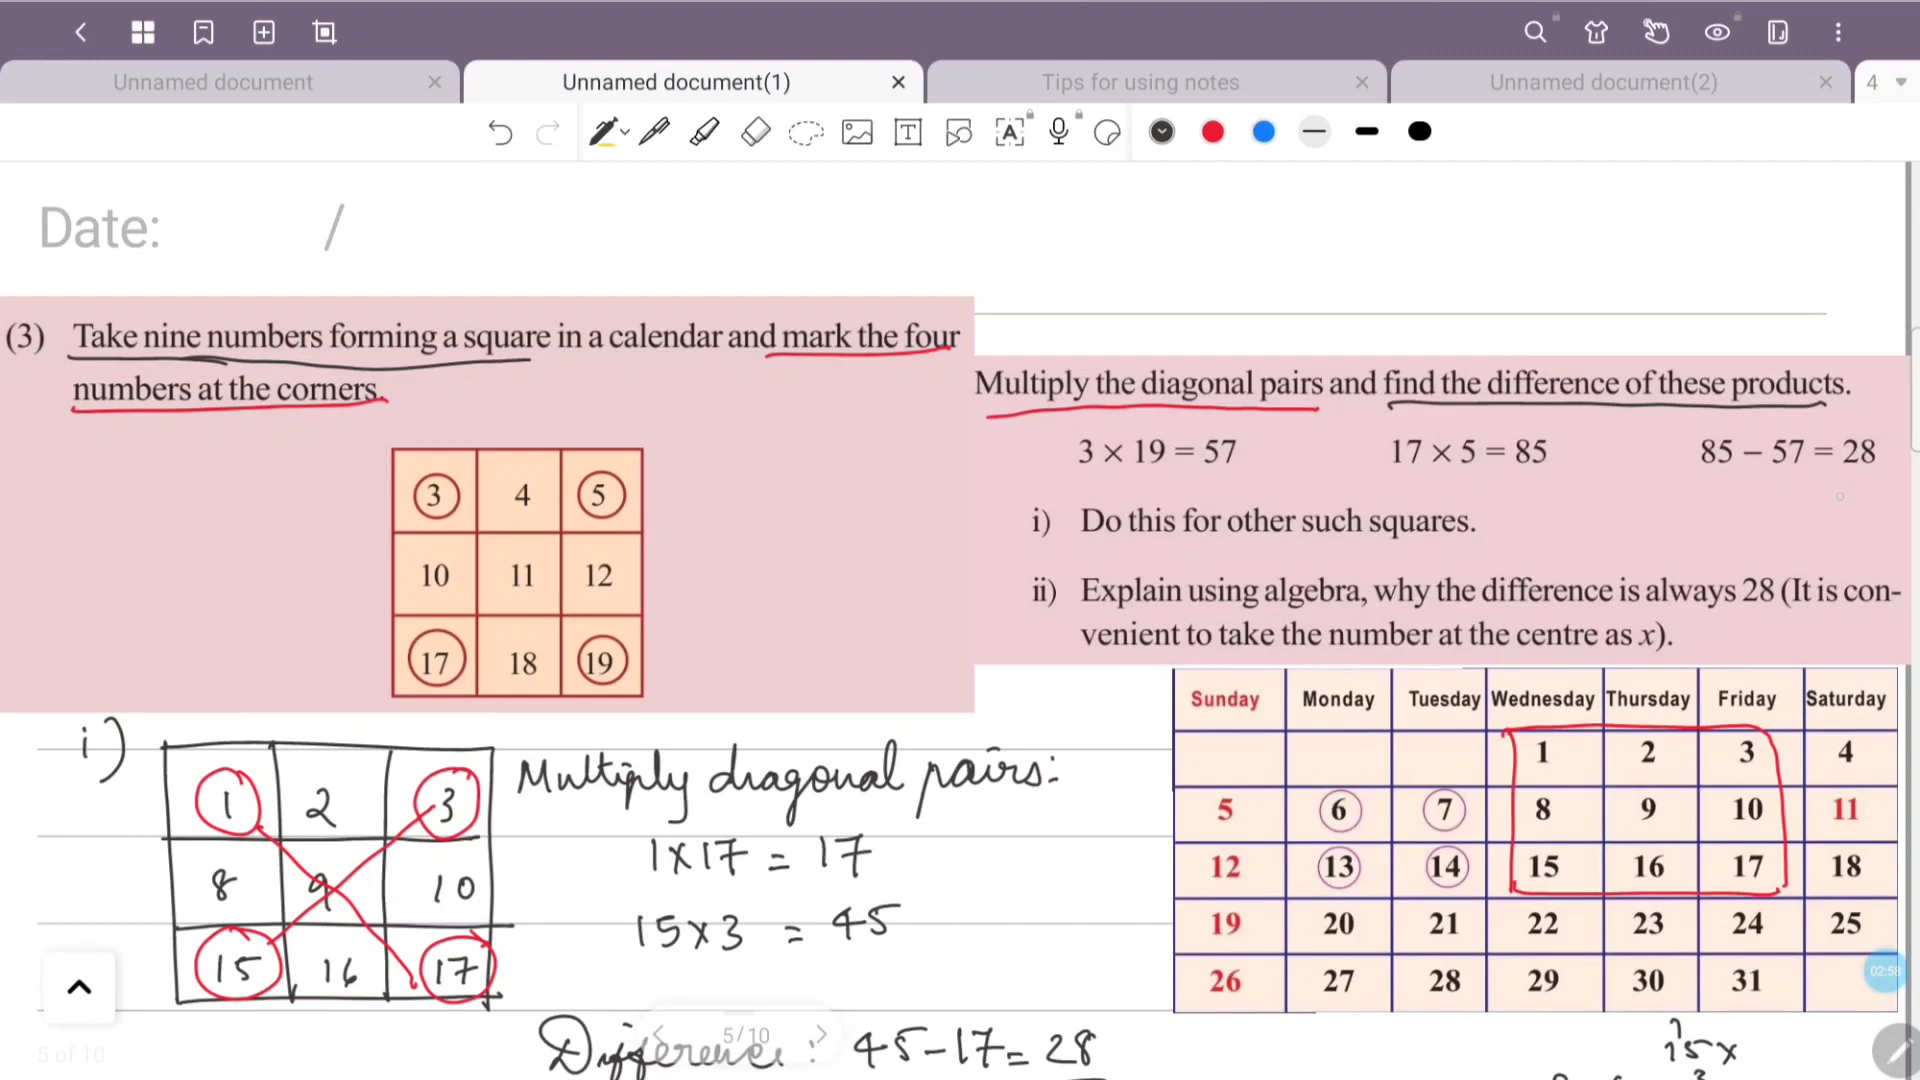 Unnamed document
Unnamed document(1)
Tips for using notes
Unnamed document(2)
4
Date: /
(3) Take nine numbers forming a square in a calendar and mark the four
numbers at the corners.
3 4 5
10 11 12
17 18 19
Multiply the diagonal pairs and find the difference of these products.
3 × 19 = 57 17 × 5 = 85 85 − 57 = 28
i) Do this for other such squares.
ii) Explain using algebra, why the difference is always 28 (It is con-
venient to take the number at the centre as x).
i)
1 2 3
8 9 10
15 16 17
Multiply diagonal pairs:
1 x 17 = 17
15 x 3 = 45
Difference: 45 - 17 = 28
Sunday Monday Tuesday Wednesday Thursday Friday Saturday
1 2 3 4
5 6 7 8 9 10 11
12 13 14 15 16 17 18
19 20 21 22 23 24 25
26 27 28 29 30 31
02:58
1
15 x
5/10
5 of 10